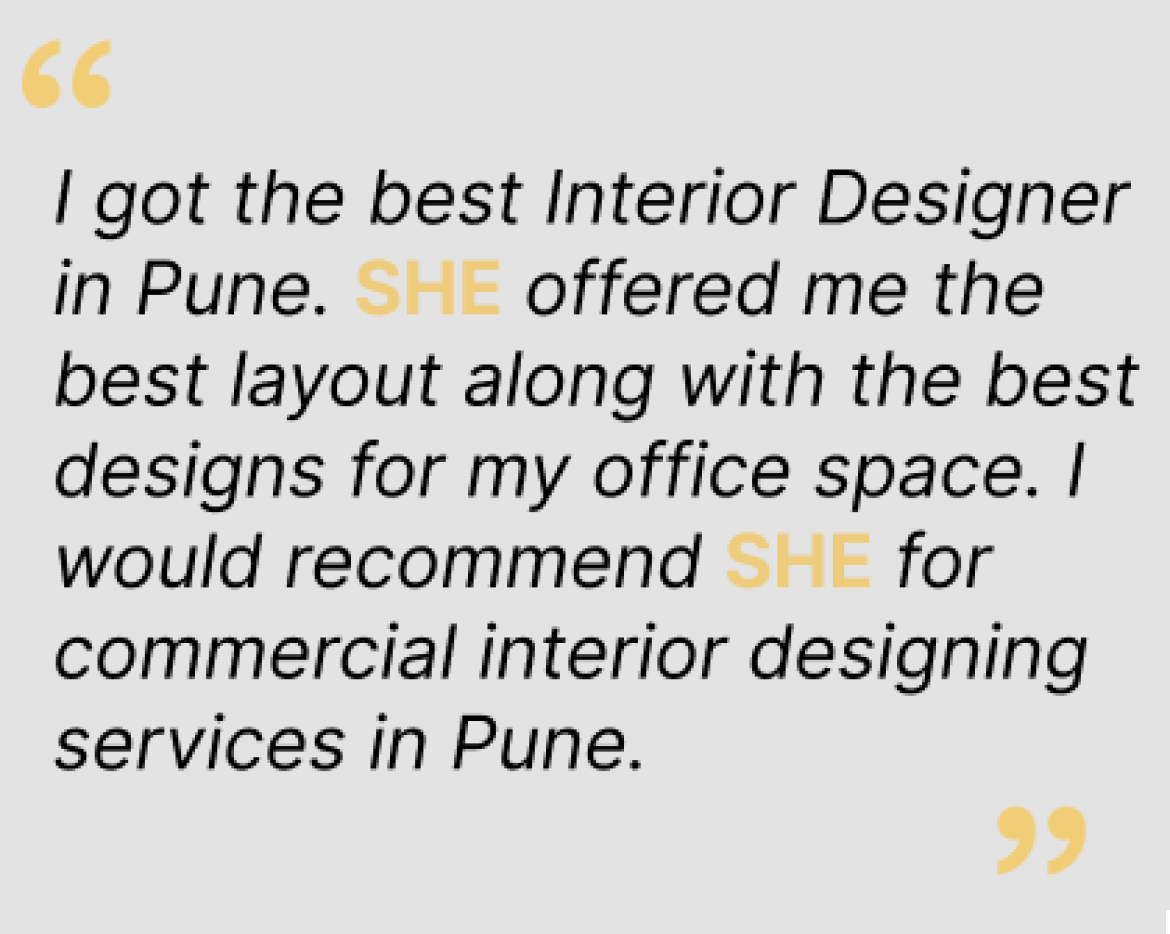 “
I got the best Interior Designer
in Pune. SHE offered me the
best layout along with the best
designs for my office space. I
would recommend SHE for
commercial interior designing
services in Pune.
”